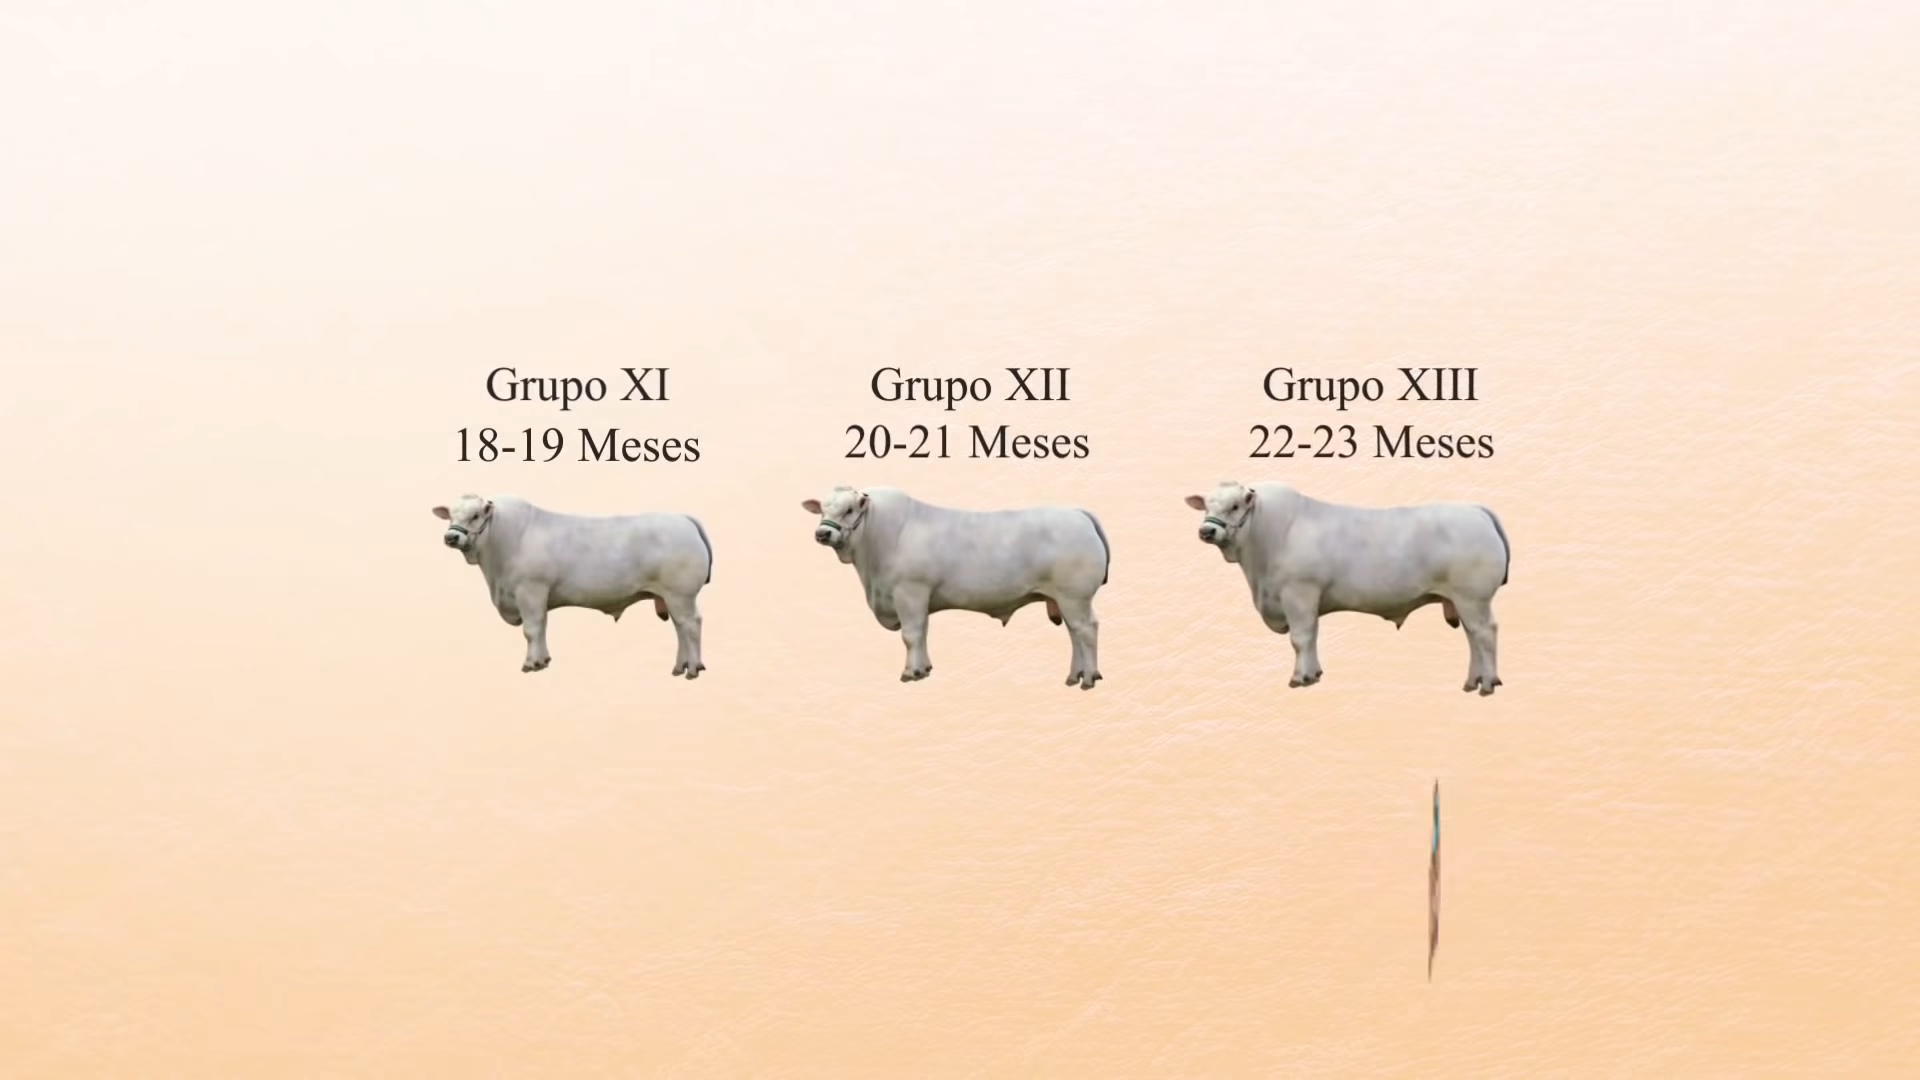 Grupo XI
18-19 Meses
Grupo XII
20-21 Meses
Grupo XIII
22-23 Meses